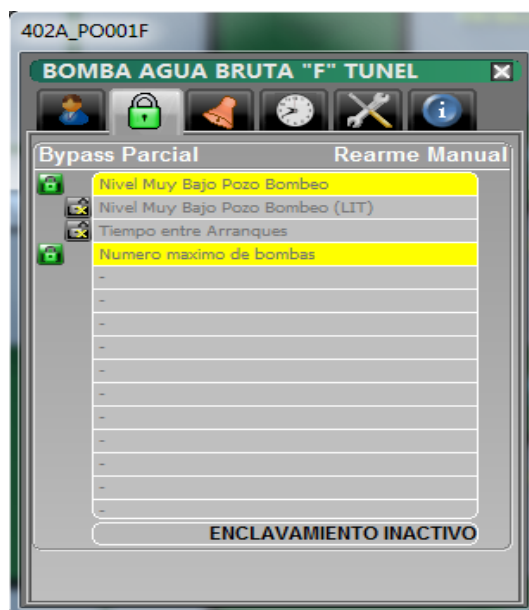 402A_PO001F
BOMBA AGUA BRUTA "F" TUNEL
Bypass Parcial Rearme Manual
Nivel Muy Bajo Pozo Bombeo
Nivel Muy Bajo Pozo Bombeo (LIT)
Tiempo entre Arranques
Numero maximo de bombas
-
-
-
-
-
-
-
-
-
-
-
ENCLAVAMIENTO INACTIVO